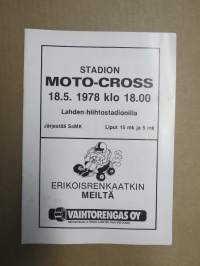 STADION
MOTO-CROSS
18.5. 1978 klo 18.00
Lahden hiihtostadionilla
Järjestää SaMK Liput 15 mk ja 5 mk
ERIKOISRENKAATKIN
MEILTÄ
VAIHTORENGAS OY